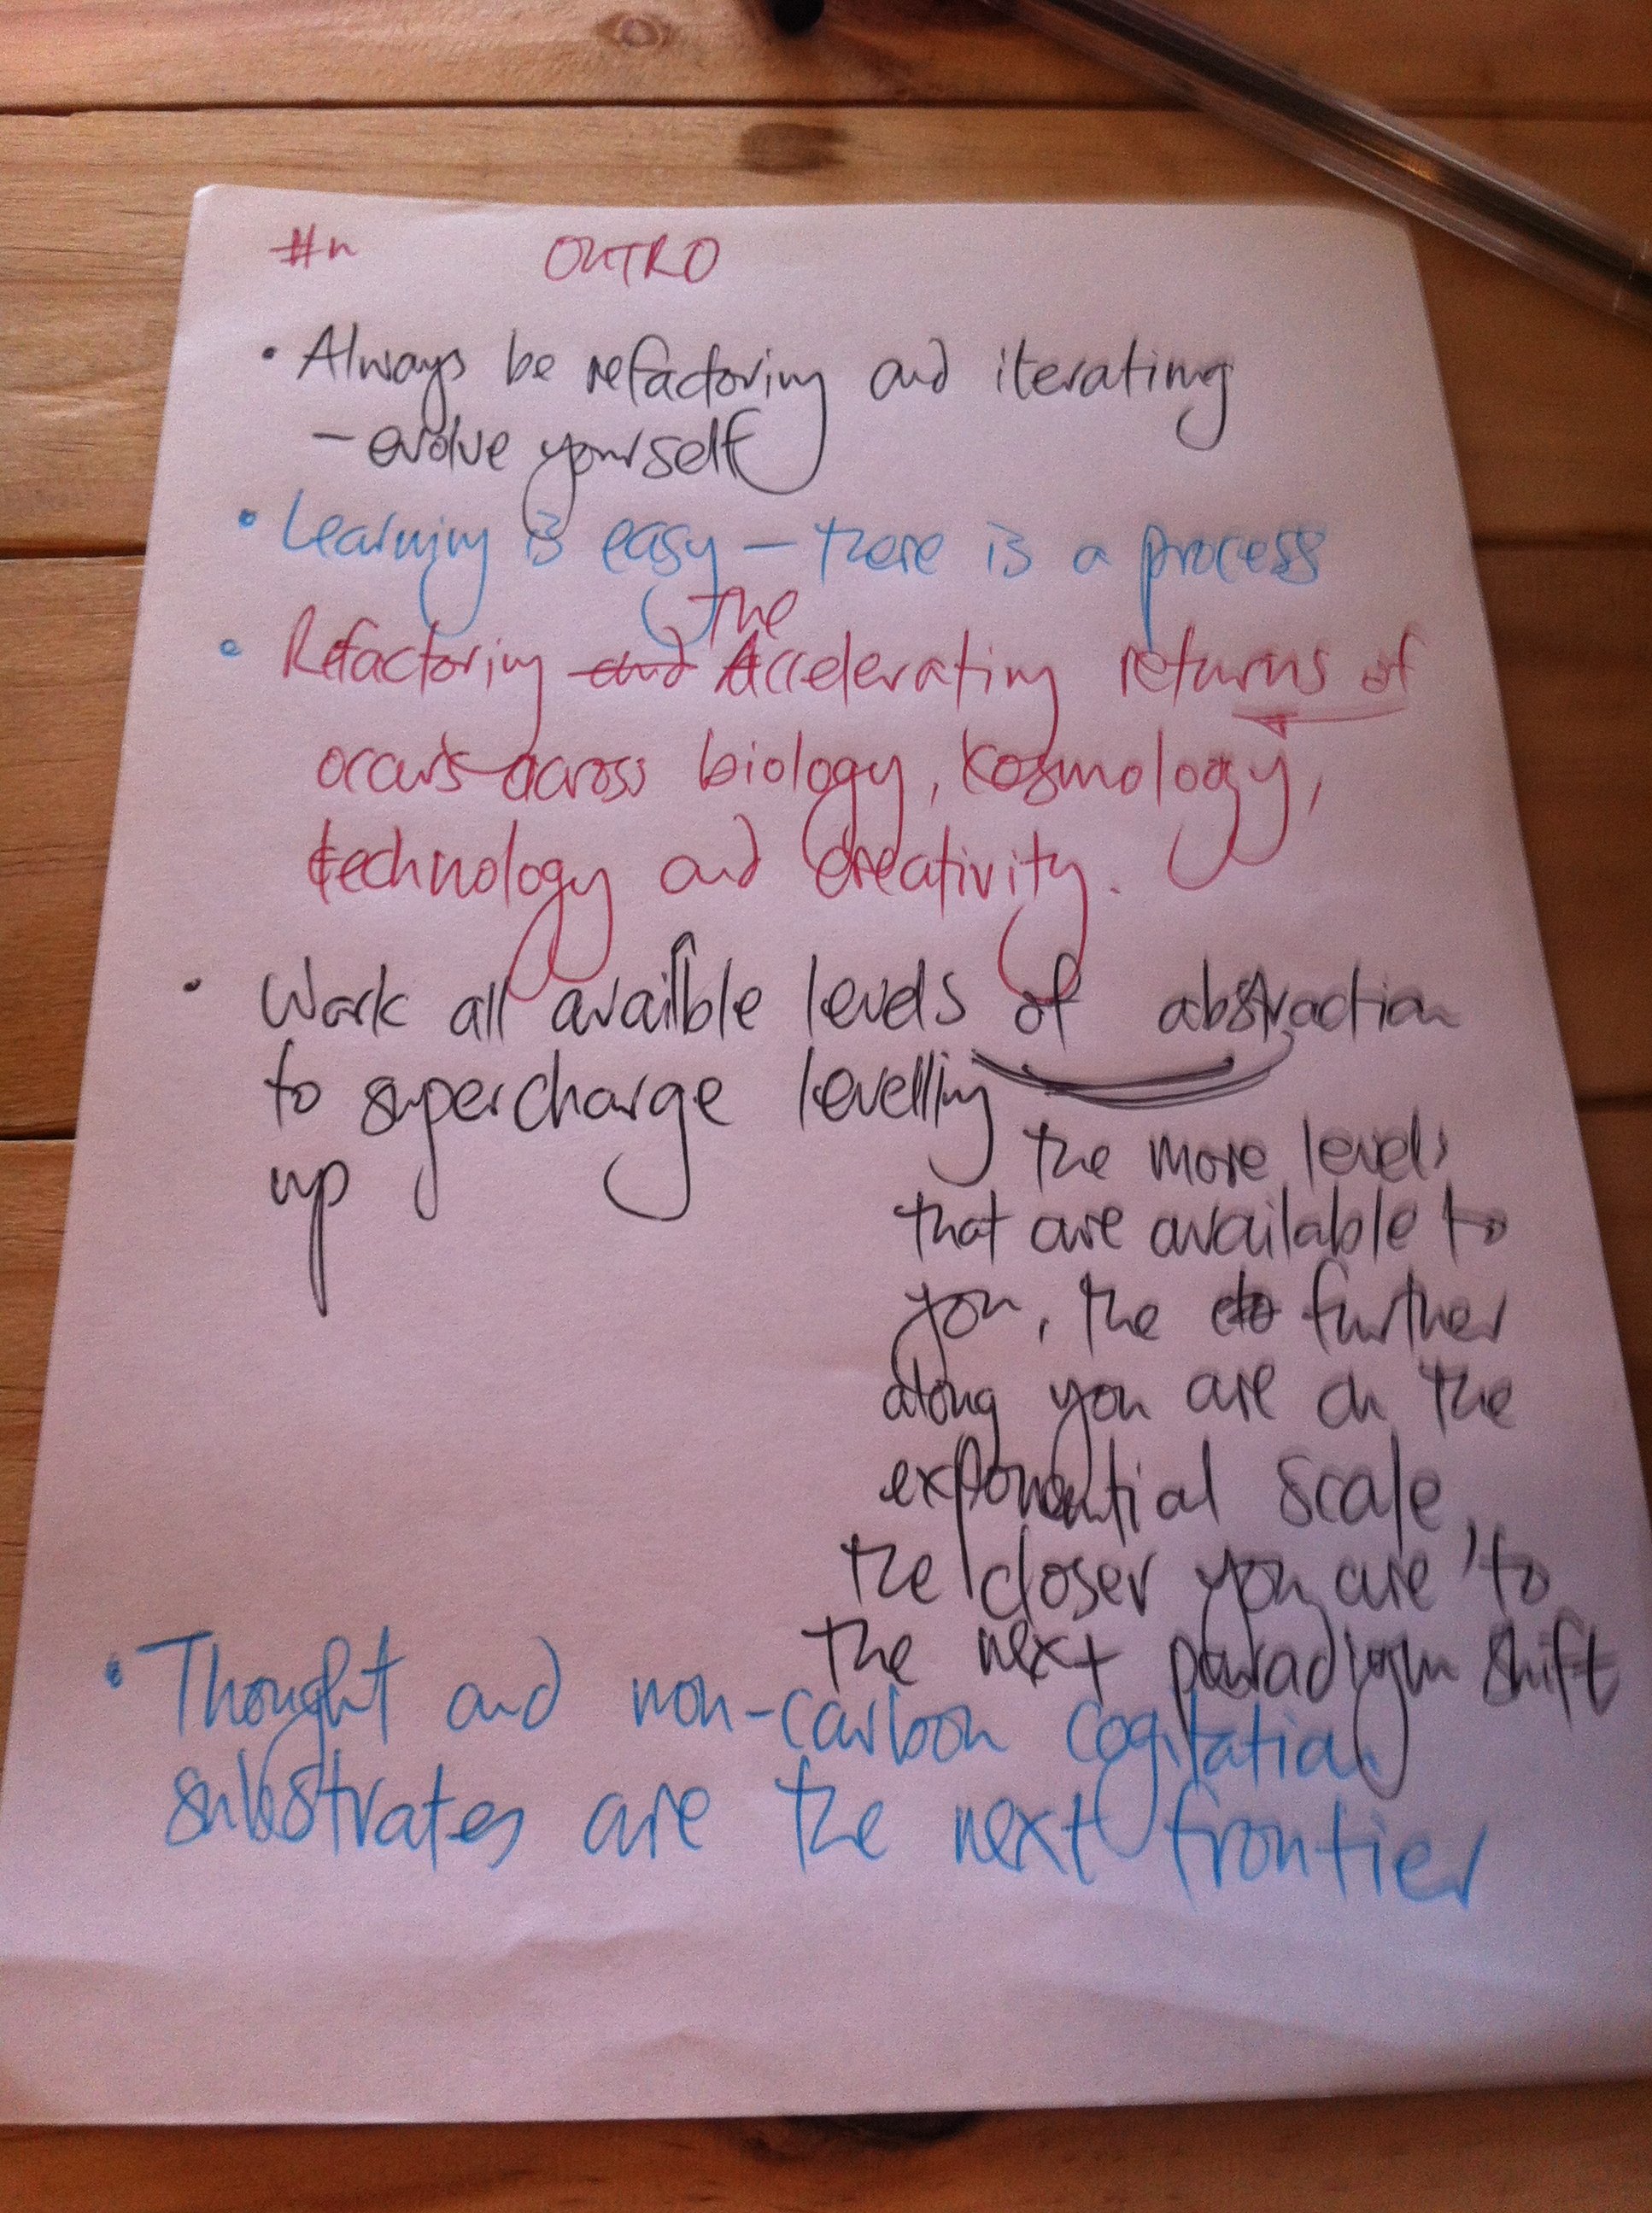 #n OUTRO
• Always be refactoring and iterating
– evolve yourself
• Learning is easy – there is a process
the
• Refactoring and Accelerating returns of
occurs across biology, kosmology,
technology and creativity.
• Work all availble levels of abstraction
to supercharge levelling
up
the more levels
that are available to
you, the further
along you are on the
exponential scale,
the closer you are to
the next paradigm shift
• Thought and non-carbon cogitation
substrates are the next frontier